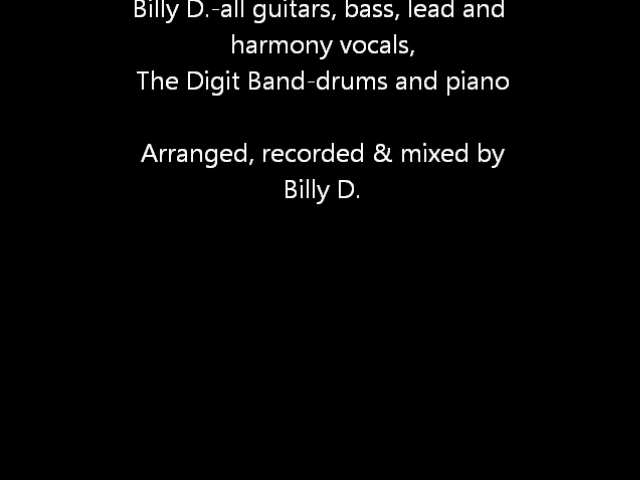 Billy D.-all guitars, bass, lead and
harmony vocals,
The Digit Band-drums and piano
Arranged, recorded & mixed by
Billy D.